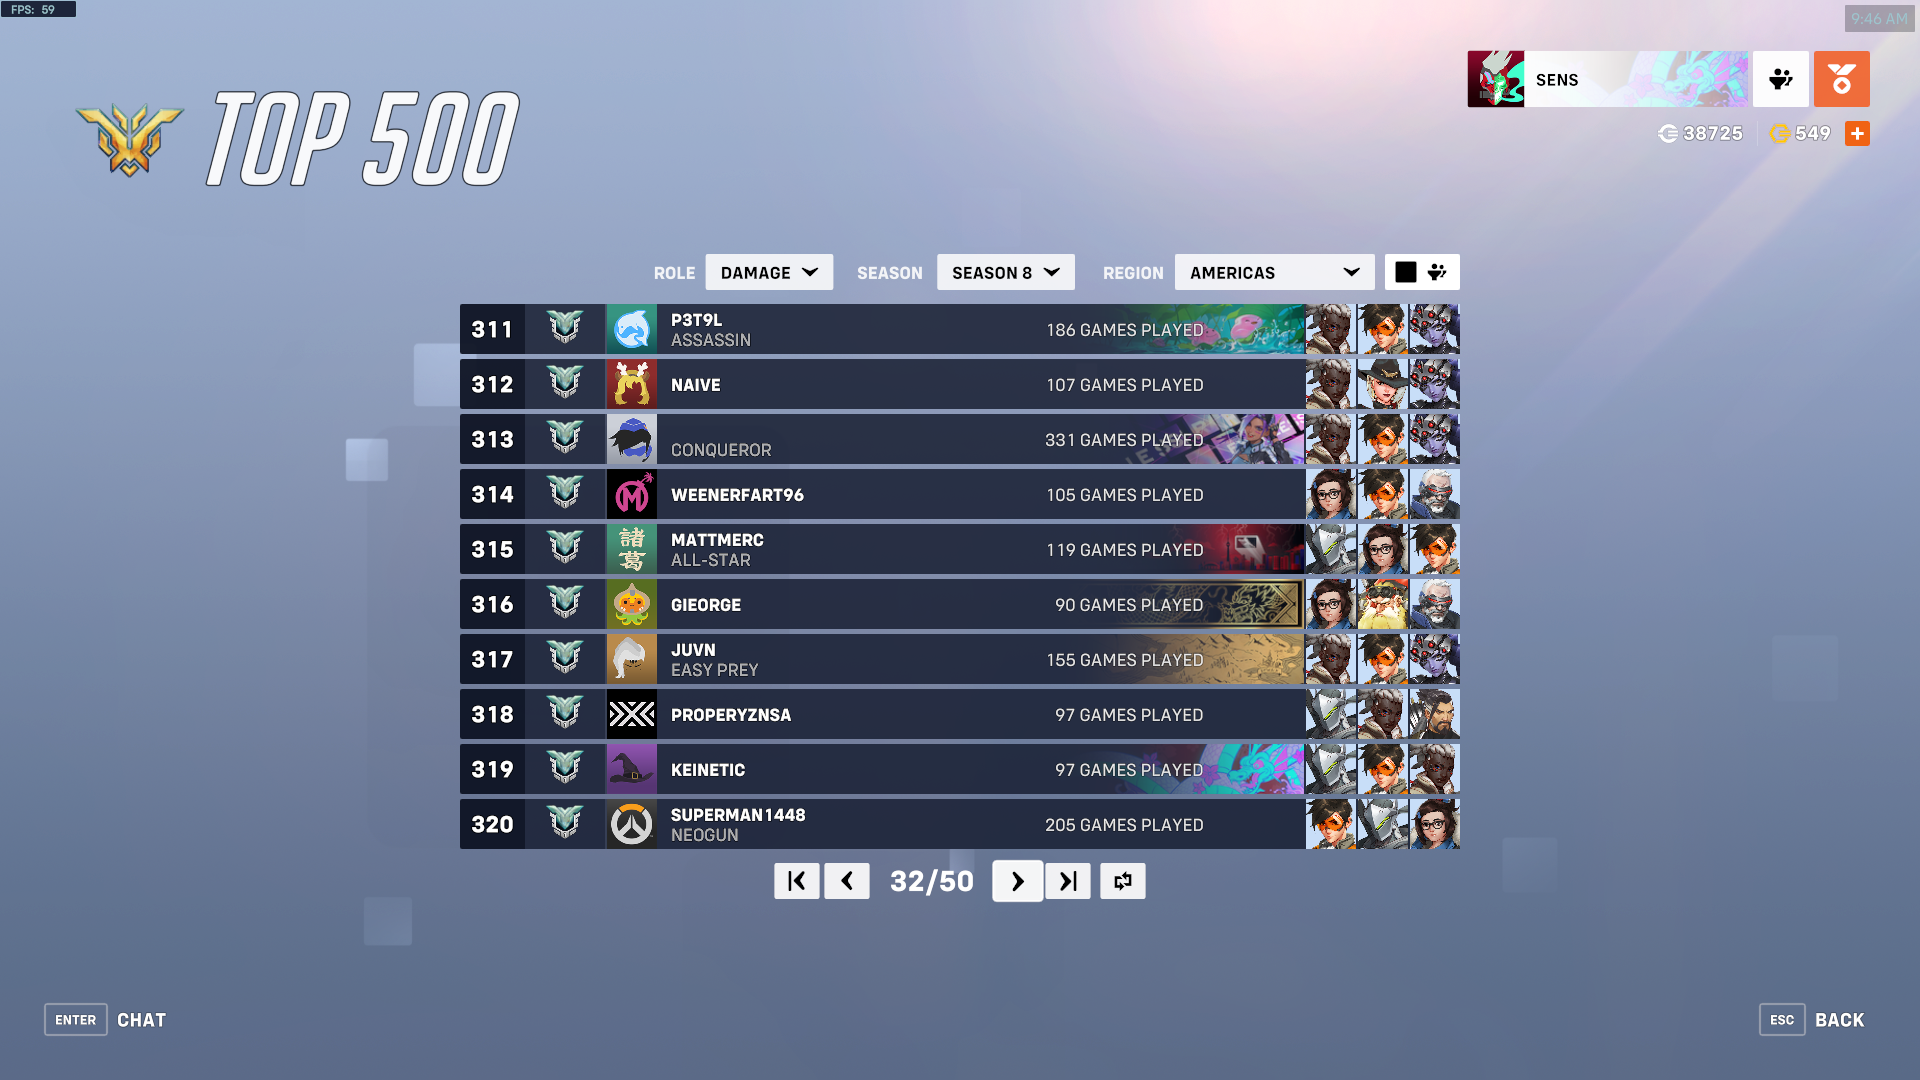 FPS: 59
9:46 AM
SENS
38725
549
TOP 500
ROLE
DAMAGE
SEASON
SEASON 8
REGION
AMERICAS
311
P3T9L
ASSASSIN
186 GAMES PLAYED
312
NAIVE
107 GAMES PLAYED
313
CONQUEROR
331 GAMES PLAYED
314
WEENERFART96
105 GAMES PLAYED
315
諸葛
MATTMERC
ALL-STAR
119 GAMES PLAYED
316
GIEORGE
90 GAMES PLAYED
317
JUVN
EASY PREY
155 GAMES PLAYED
318
PROPERYZNSA
97 GAMES PLAYED
319
KEINETIC
97 GAMES PLAYED
320
SUPERMAN1448
NEOGUN
205 GAMES PLAYED
32/50
ENTER
CHAT
ESC
BACK